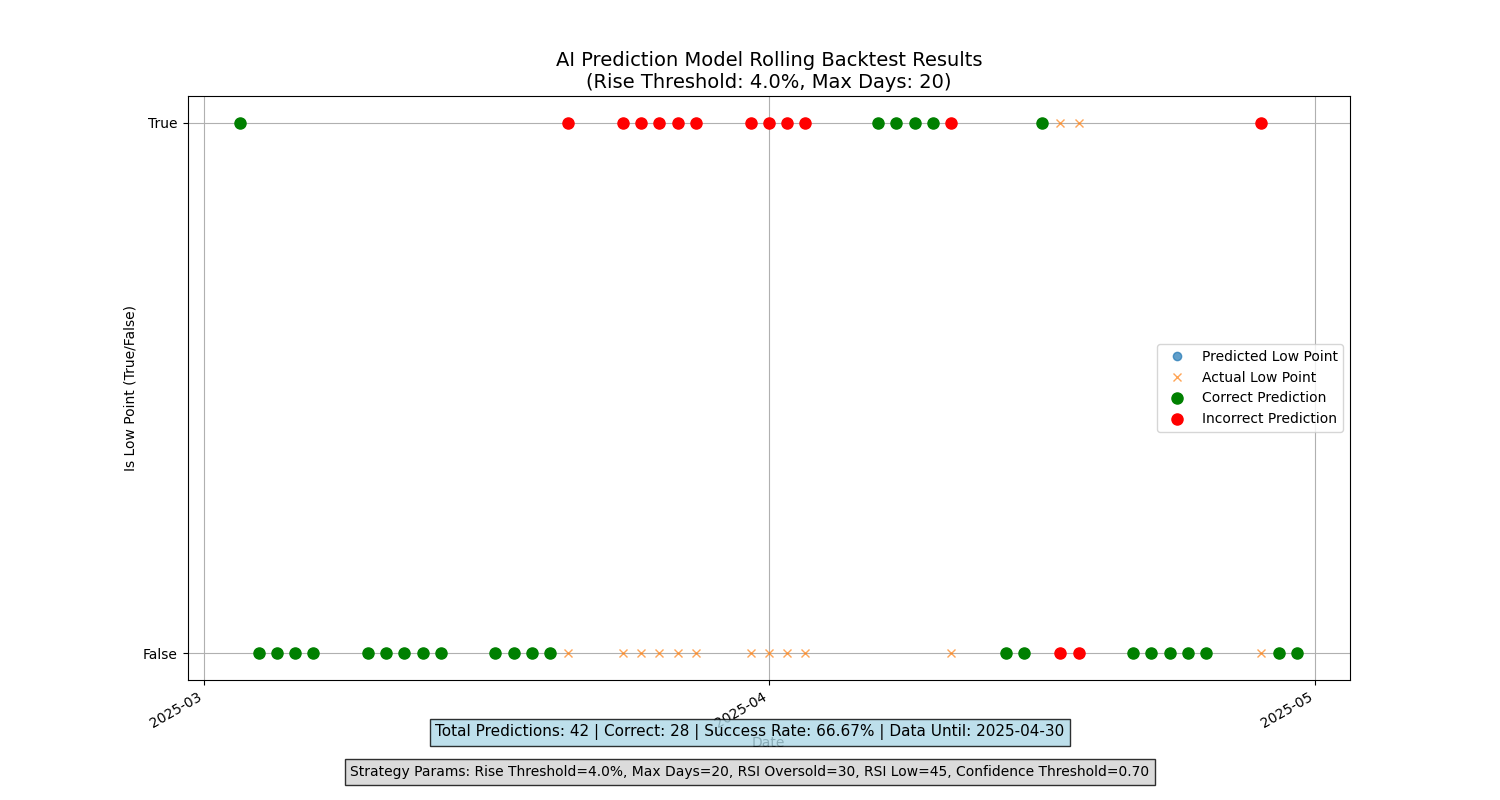 AI Prediction Model Rolling Backtest Results
(Rise Threshold: 4.0%, Max Days: 20)
True
Is Low Point (True/False)
Predicted Low Point
Actual Low Point
Correct Prediction
Incorrect Prediction
False
2025-03
2025-04
2025-05
Total Predictions: 42 | Correct: 28 | Success Rate: 66.67% | Data Until: 2025-04-30
Date
Strategy Params: Rise Threshold=4.0%, Max Days=20, RSI Oversold=30, RSI Low=45, Confidence Threshold=0.70